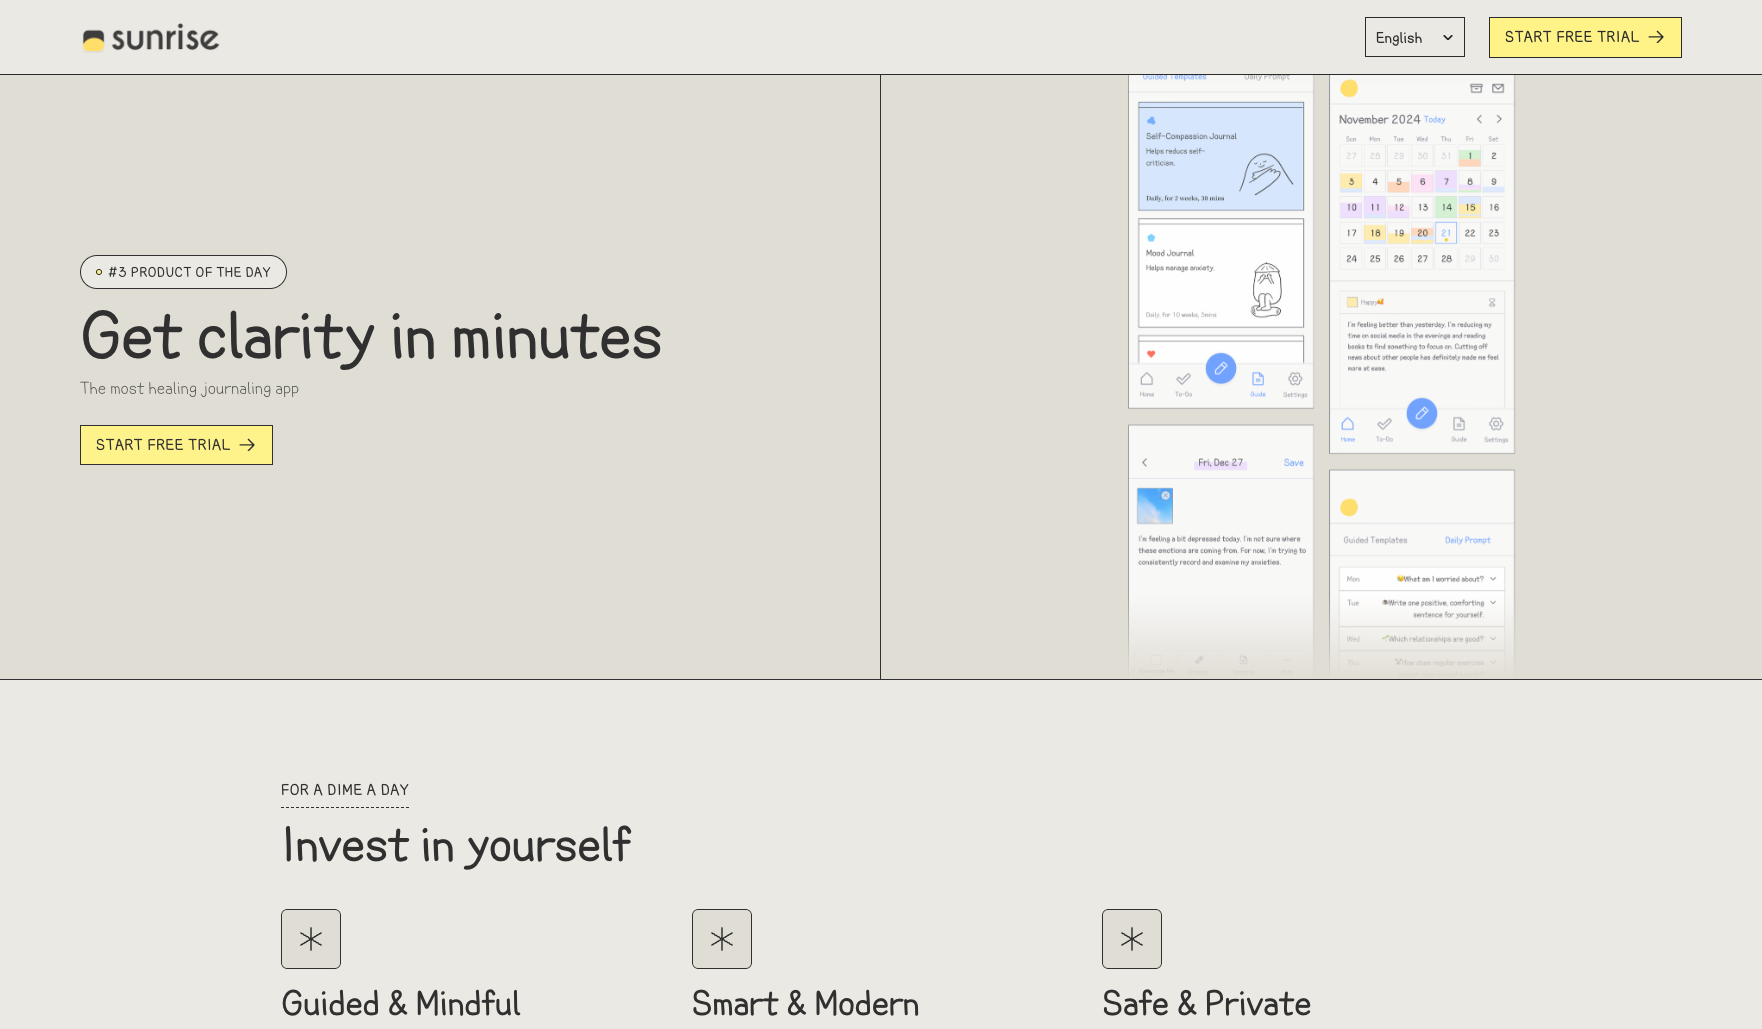 sunrise
English
START FREE TRIAL
#3 PRODUCT OF THE DAY
Get clarity in minutes
The most healing journaling app
START FREE TRIAL
Guided Templates
Daily Prompt
Self-Compassion Journal
Helps reducs self-
criticism.
Daily, for 2 weeks, 30 mins
Mood Journal
Helps manage anxiety.
Daily, for 10 weeks, 5mins
Home
To-Do
Guide
Settings
November 2024 Today
Sun Mon Tue Wed Thu Fri Sat
27 28 29 30 31 1 2
3 4 5 6 7 8 9
10 11 12 13 14 15 16
17 18 19 20 21 22 23
24 25 26 27 28 29 30
Happy
I'm feeling better than yesterday. I'm reducing my
time on social media in the evenings and reading
books to find something to focus on. Cutting off
news about other people has definitely made me feel
more at ease.
Home
To-Do
Guide
Settings
Fri, Dec 27
Save
I'm feeling a bit depressed today. I'm not sure where
these emotions are coming from. For now, I'm trying to
consistently record and examine my anxieties.
Guided Templates
Daily Prompt
Mon
What am I worried about?
Tue
Write one positive, comforting
sentence for yourself.
Wed
Which relationships are good?
Thu
How does regular exercise
FOR A DIME A DAY
Invest in yourself
Guided & Mindful
Smart & Modern
Safe & Private